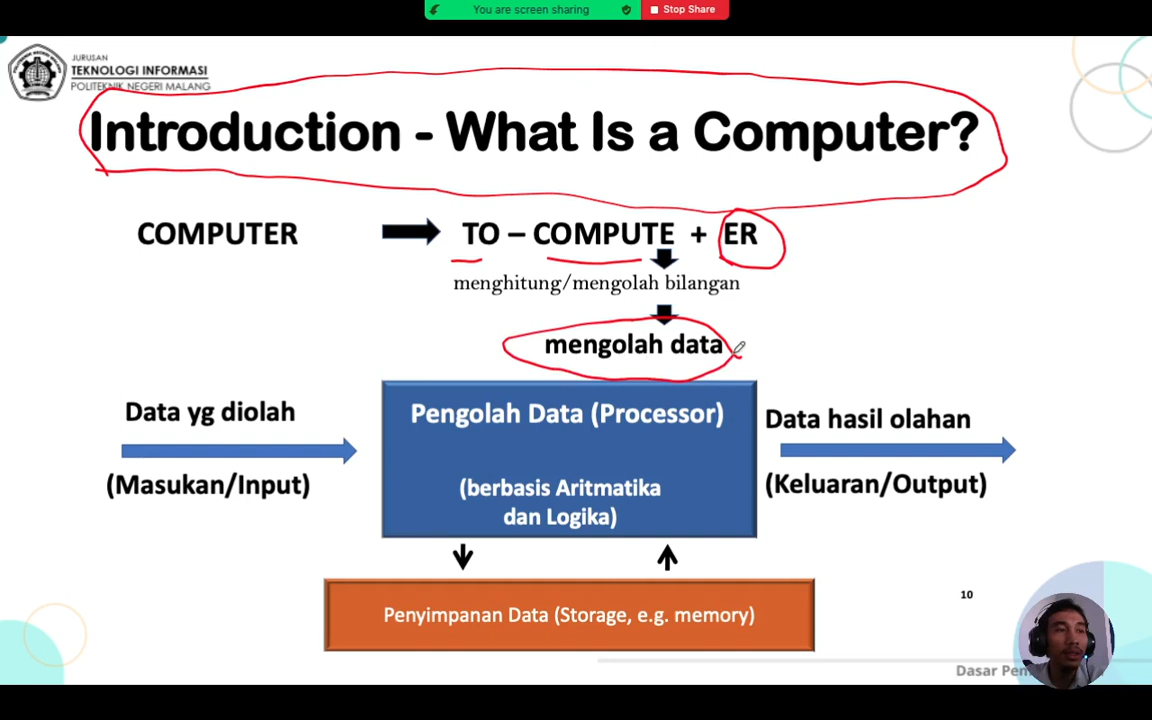 You are screen sharing
Stop Share
JURUSAN
TEKNOLOGI INFORMASI
POLITEKNIK NEGERI MALANG
Introduction - What Is a Computer?
COMPUTER TO – COMPUTE + ER
menghitung/mengolah bilangan
mengolah data
Data yg diolah
(Masukan/Input)
Pengolah Data (Processor)
(berbasis Aritmatika
dan Logika)
Data hasil olahan
(Keluaran/Output)
Penyimpanan Data (Storage, e.g. memory)
10
Dasar